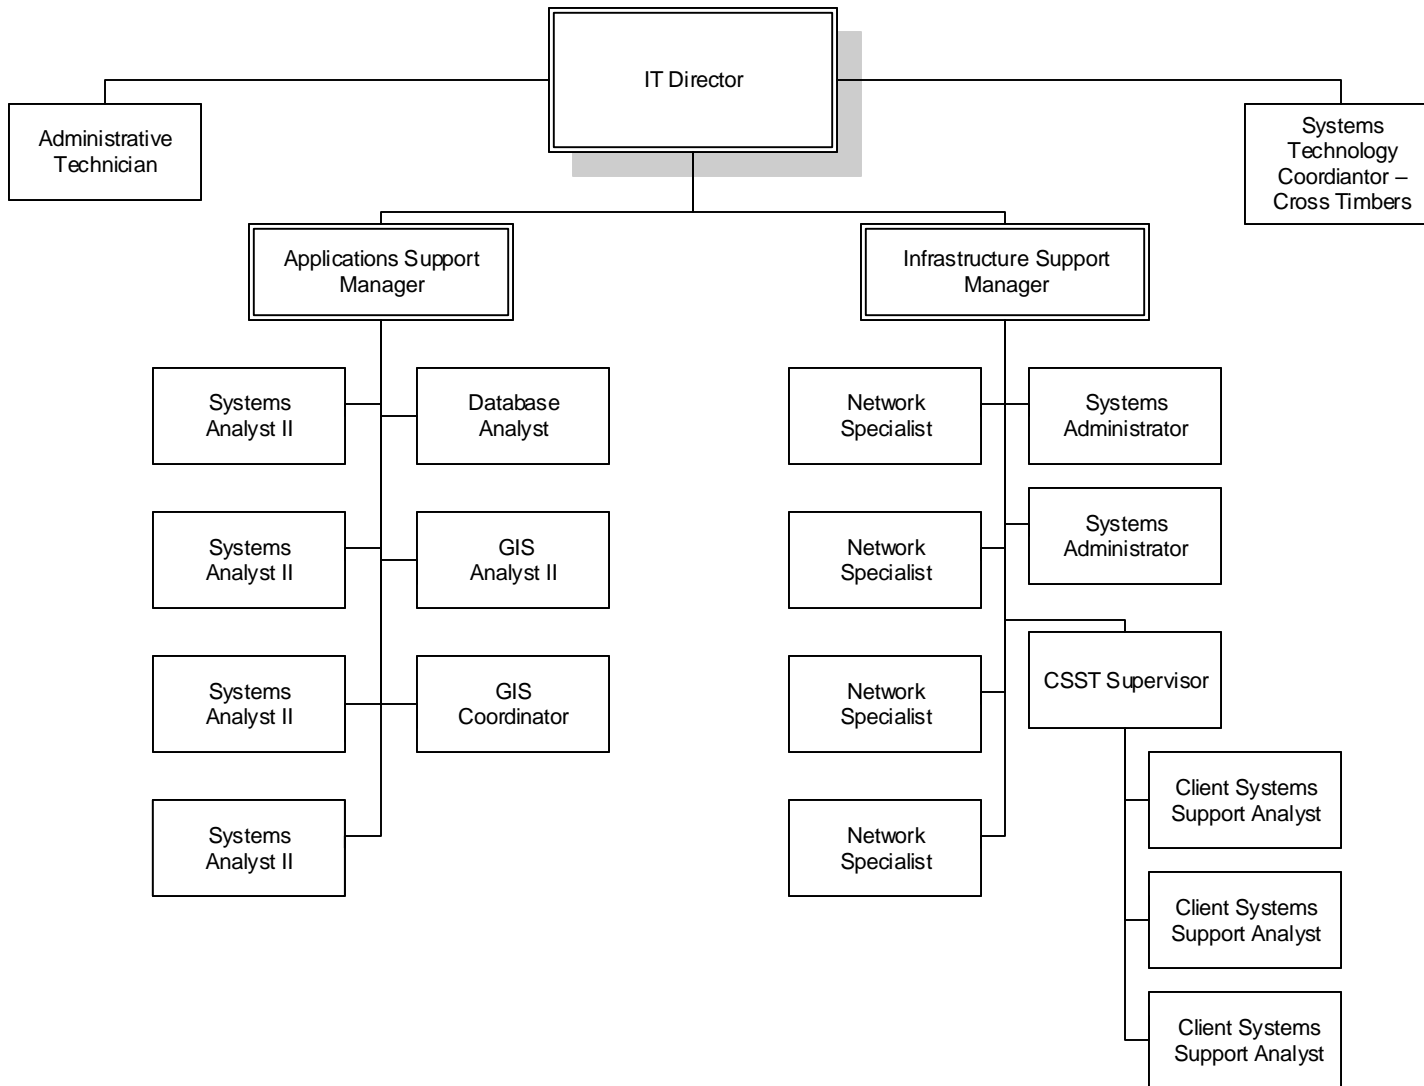 IT Director
Administrative
Technician
Systems
Technology
Coordiantor –
Cross Timbers
Applications Support
Manager
Infrastructure Support
Manager
Systems
Analyst II
Database
Analyst
Network
Specialist
Systems
Administrator
Systems
Analyst II
GIS
Analyst II
Network
Specialist
Systems
Administrator
Systems
Analyst II
GIS
Coordinator
Network
Specialist
CSST Supervisor
Systems
Analyst II
Network
Specialist
Client Systems
Support Analyst
Client Systems
Support Analyst
Client Systems
Support Analyst